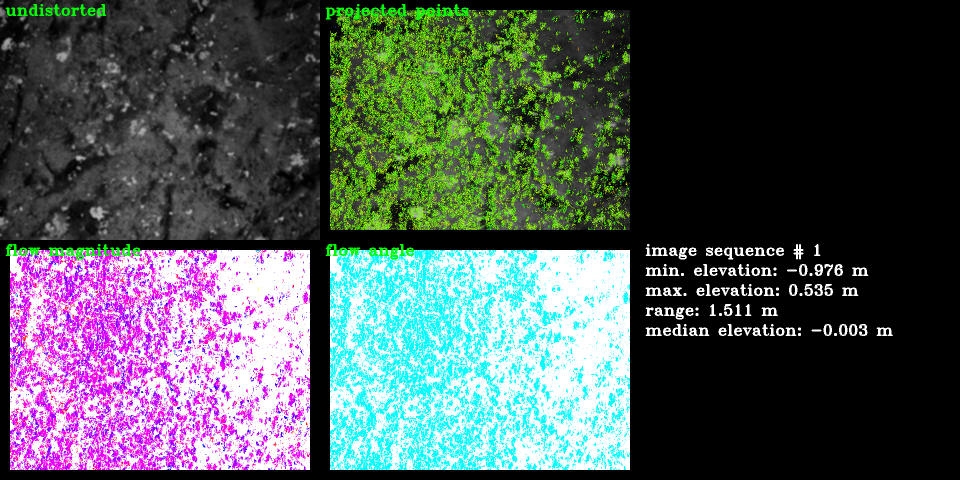 undistorted
projected points
flow magnitude
flow angle
image sequence # 1
min. elevation: −0.976 m
max. elevation: 0.535 m
range: 1.511 m
median elevation: −0.003 m